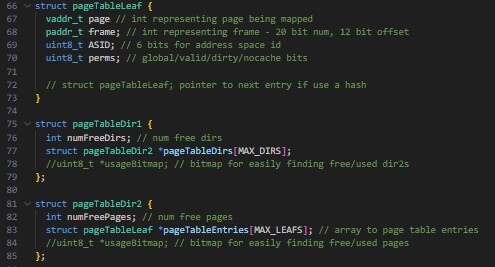 66 struct pageTableLeaf {
67 vaddr_t page // int representing page being mapped
68 paddr_t frame; // int representing frame - 20 bit num, 12 bit offset
69 uint8_t ASID; // 6 bits for address space id
70 uint8_t perms; // global/valid/dirty/nocache bits
71
72 // struct pageTableLeaf; pointer to next entry if use a hash
73 }
74
75 struct pageTableDir1 {
76 int numFreeDirs; // num free dirs
77 struct pageTableDir2 *pageTableDirs[MAX_DIRS];
78 //uint8_t *usageBitmap; // bitmap for easily finding free/used dir2s
79 };
80
81 struct pageTableDir2 {
82 int numFreePages; // num free pages
83 struct pageTableLeaf *pageTableEntries[MAX_LEAFS]; // array to page table entries
84 //uint8_t *usageBitmap; // bitmap for easily finding free/used pages
85 };